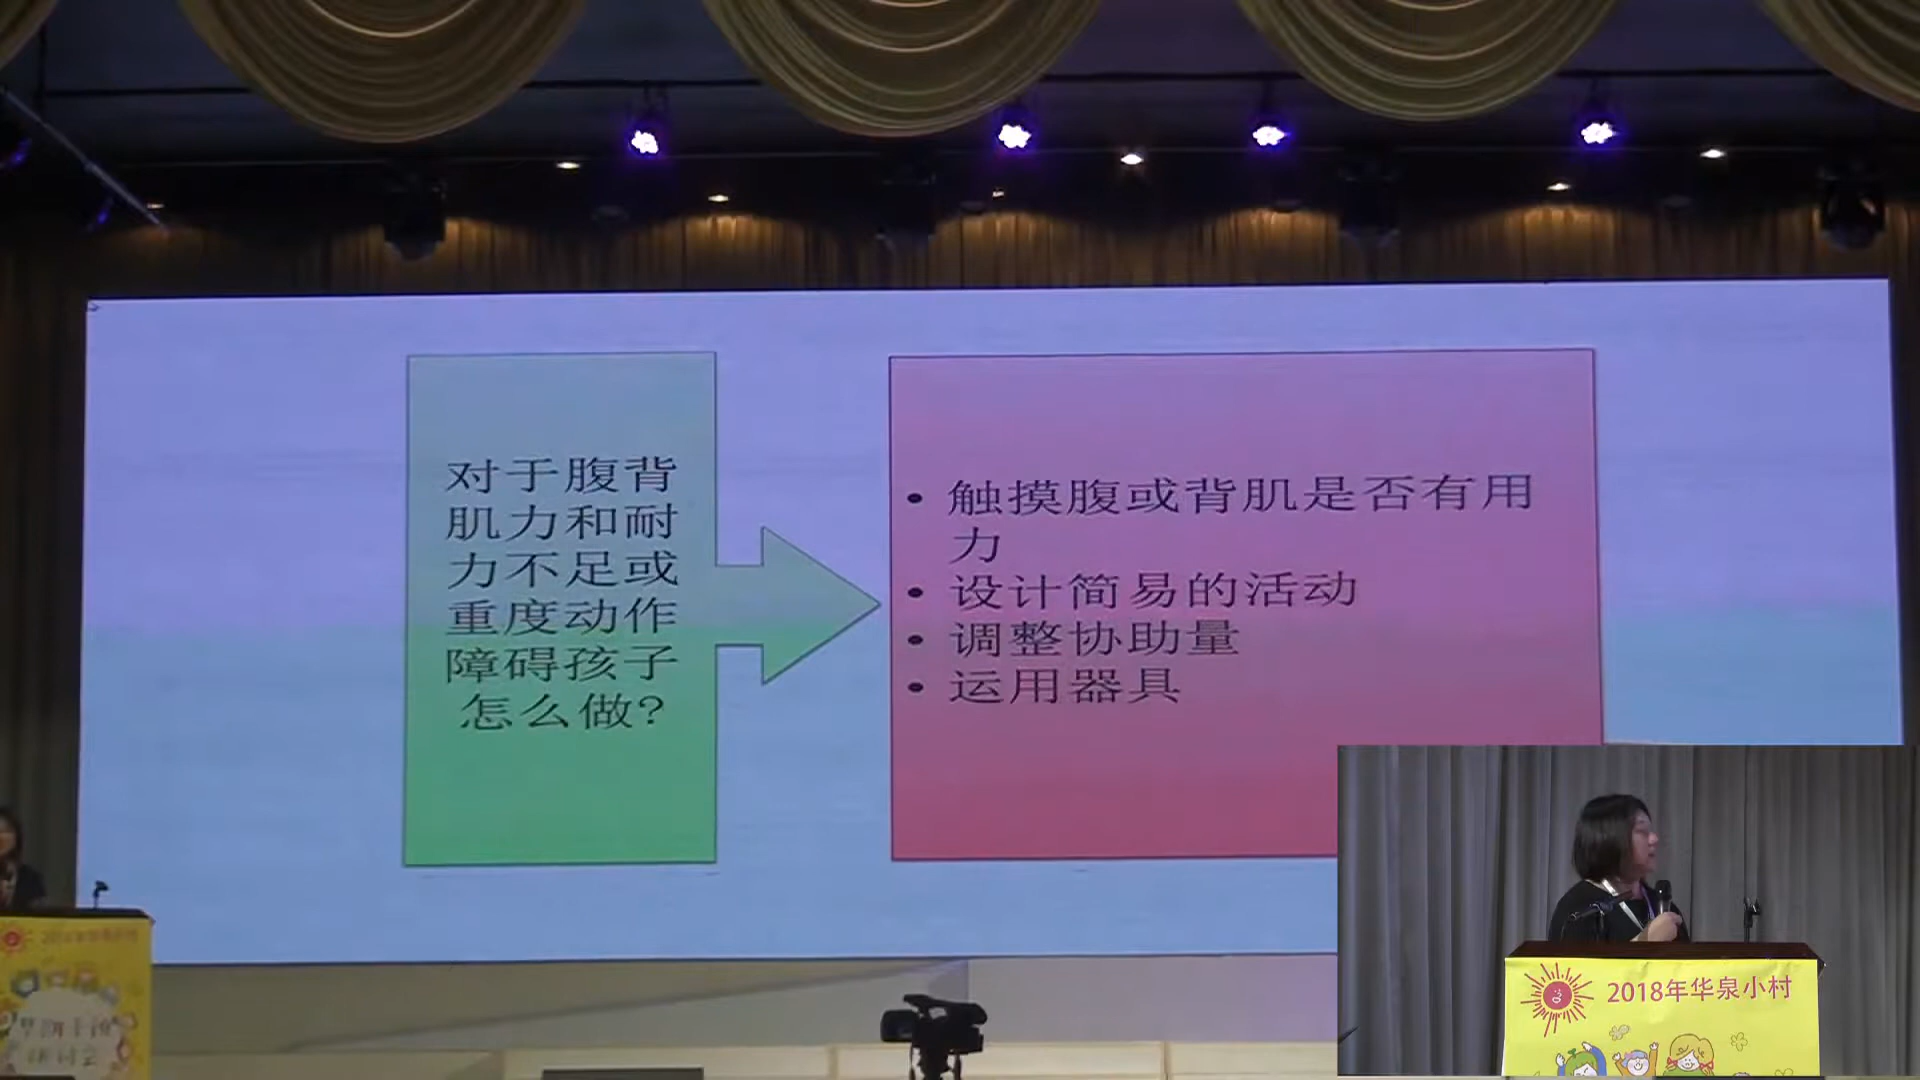 对于腹背
肌力和耐
力不足或
重度动作
障碍孩子
怎么做?
• 触摸腹或背肌是否有用
力
• 设计简易的活动
• 调整协助量
• 运用器具
2018年华泉小村